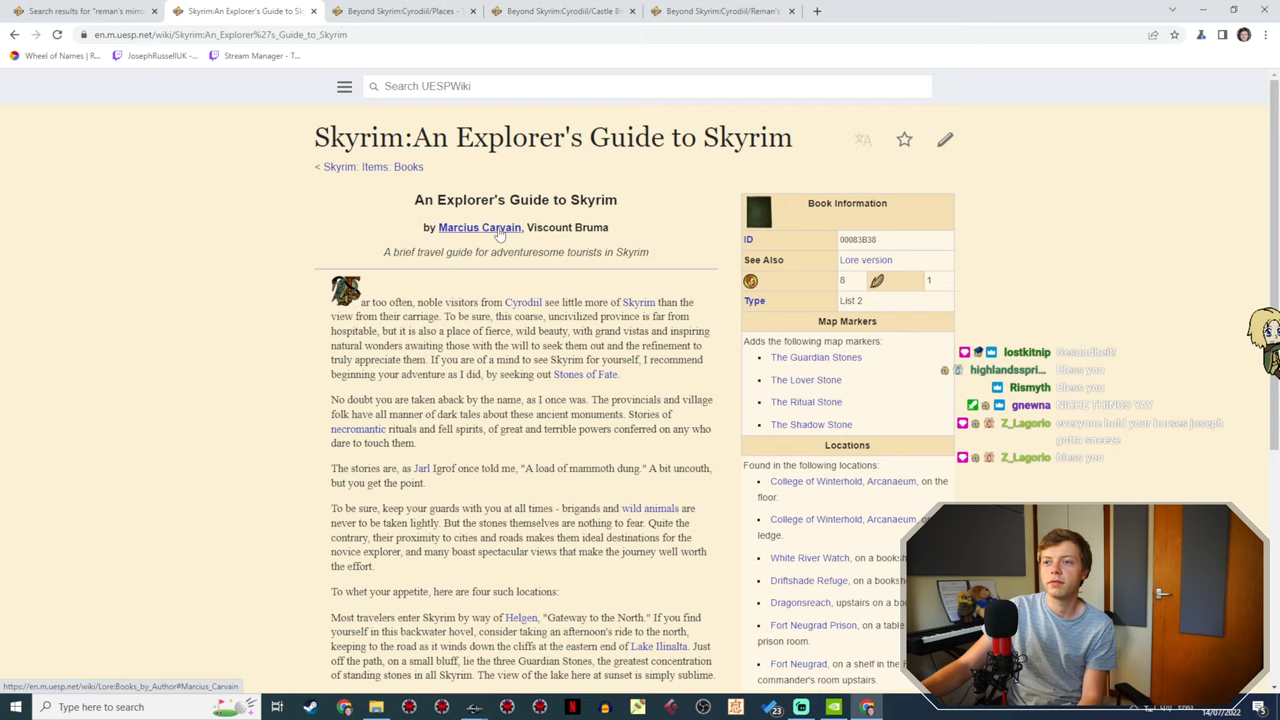 Search results for "reman's mirro
Skyrim:An Explorer's Guide to Sk
Beyond Skyrim:Cyrodiil/Places -
Beyond Skyrim:Cyrodiil/Castle Br
Beyond Skyrim:Cyrodiil/Reman's
en.m.uesp.net/wiki/Skyrim:An_Explorer%27s_Guide_to_Skyrim
Wheel of Names | R...
JosephRussellUK -...
Stream Manager - T...
Search UESPWiki
Skyrim:An Explorer's Guide to Skyrim
< Skyrim: Items: Books
An Explorer's Guide to Skyrim
by Marcius Carvain, Viscount Bruma
A brief travel guide for adventuresome tourists in Skyrim
ar too often, noble visitors from Cyrodiil see little more of Skyrim than the
view from their carriage. To be sure, this coarse, uncivilized province is far from
hospitable, but it is also a place of fierce, wild beauty, with grand vistas and inspiring
natural wonders awaiting those with the will to seek them out and the refinement to
truly appreciate them. If you are of a mind to see Skyrim for yourself, I recommend
beginning your adventure as I did, by seeking out Stones of Fate.
No doubt you are taken aback by the name, as I once was. The provincials and village
folk have all manner of dark tales about these ancient monuments. Stories of
necromantic rituals and fell spirits, of great and terrible powers conferred on any who
dare to touch them.
The stories are, as Jarl Igrof once told me, "A load of mammoth dung." A bit uncouth,
but you get the point.
To be sure, keep your guards with you at all times - brigands and wild animals are
never to be taken lightly. But the stones themselves are nothing to fear. Quite the
contrary, their proximity to cities and roads makes them ideal destinations for the
novice explorer, and many boast spectacular views that make the journey well worth
the effort.
To whet your appetite, here are four such locations:
Most travelers enter Skyrim by way of Helgen, "Gateway to the North." If you find
yourself in this backwater hovel, consider taking an afternoon's ride to the north,
keeping to the road as it winds down the cliffs at the eastern end of Lake Ilinalta. Just
off the path, on a small bluff, lie the three Guardian Stones, the greatest concentration
of standing stones in all Skyrim. The view of the lake here at sunset is simply sublime.
Book Information
ID 00083B38
See Also Lore version
8 1
Type List 2
Map Markers
Adds the following map markers:
The Guardian Stones
The Lover Stone
The Ritual Stone
The Shadow Stone
Locations
Found in the following locations:
College of Winterhold, Arcanaeum, on the
floor.
College of Winterhold, Arcanaeum, o
ledge.
White River Watch, on a booksh
Driftshade Refuge, on a booksh
Dragonsreach, upstairs on a bo
Fort Neugrad Prison, on a table
prison room.
Fort Neugrad, on a shelf in the
commander's room upstairs.
lostkitnip Gesundheit!
highlandsspri... bless you
Rismyth bless you
gnewna NICHE THINGS YAY
Z_Lagorio everyone hold your horses joseph
gotta sneeze
Z_Lagorio bless you
https://en.m.uesp.net/wiki/Lore:Books_by_Author#Marcius_Carvain
Type here to search
23
14/07/2022